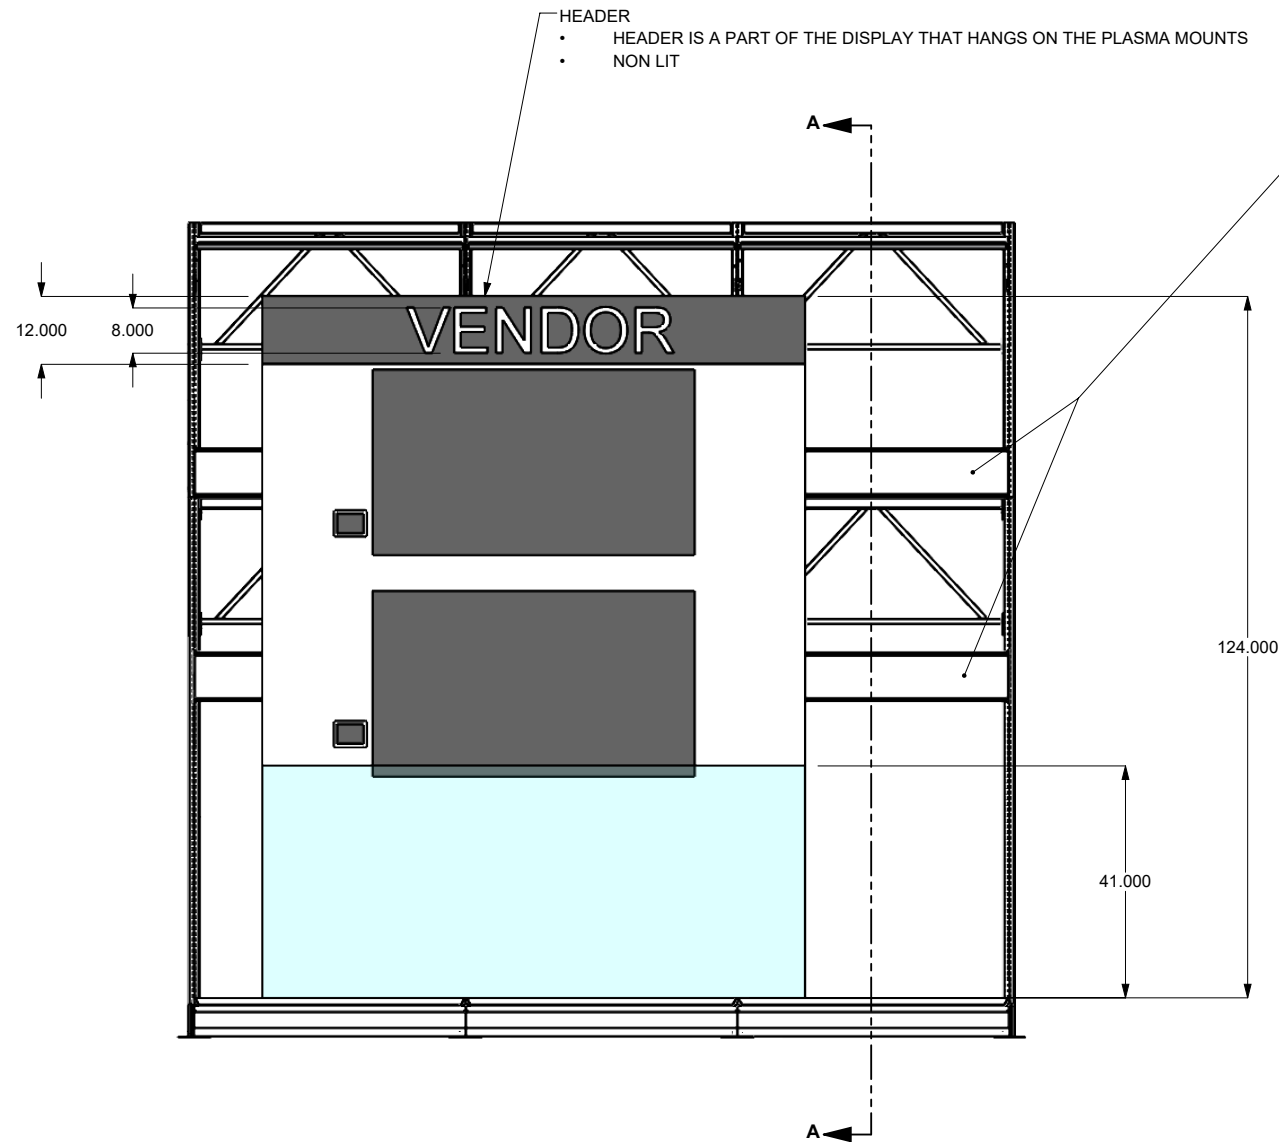 HEADER
• HEADER IS A PART OF THE DISPLAY THAT HANGS ON THE PLASMA MOUNTS
• NON LIT
A
12.000
8.000
VENDOR
124.000
41.000
A